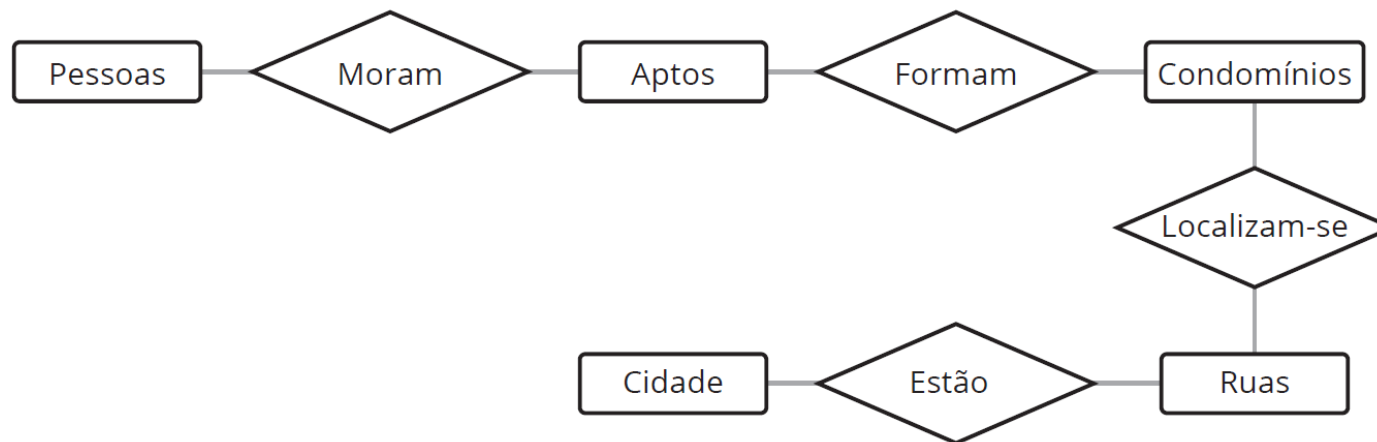 Pessoas
Moram
Aptos
Formam
Condomínios
Localizam-se
Cidade
Estão
Ruas